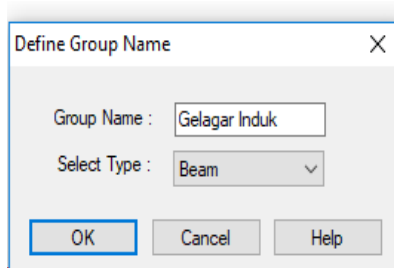 Define Group Name
Group Name : Gelagar Induk
Select Type : Beam
OK Cancel Help